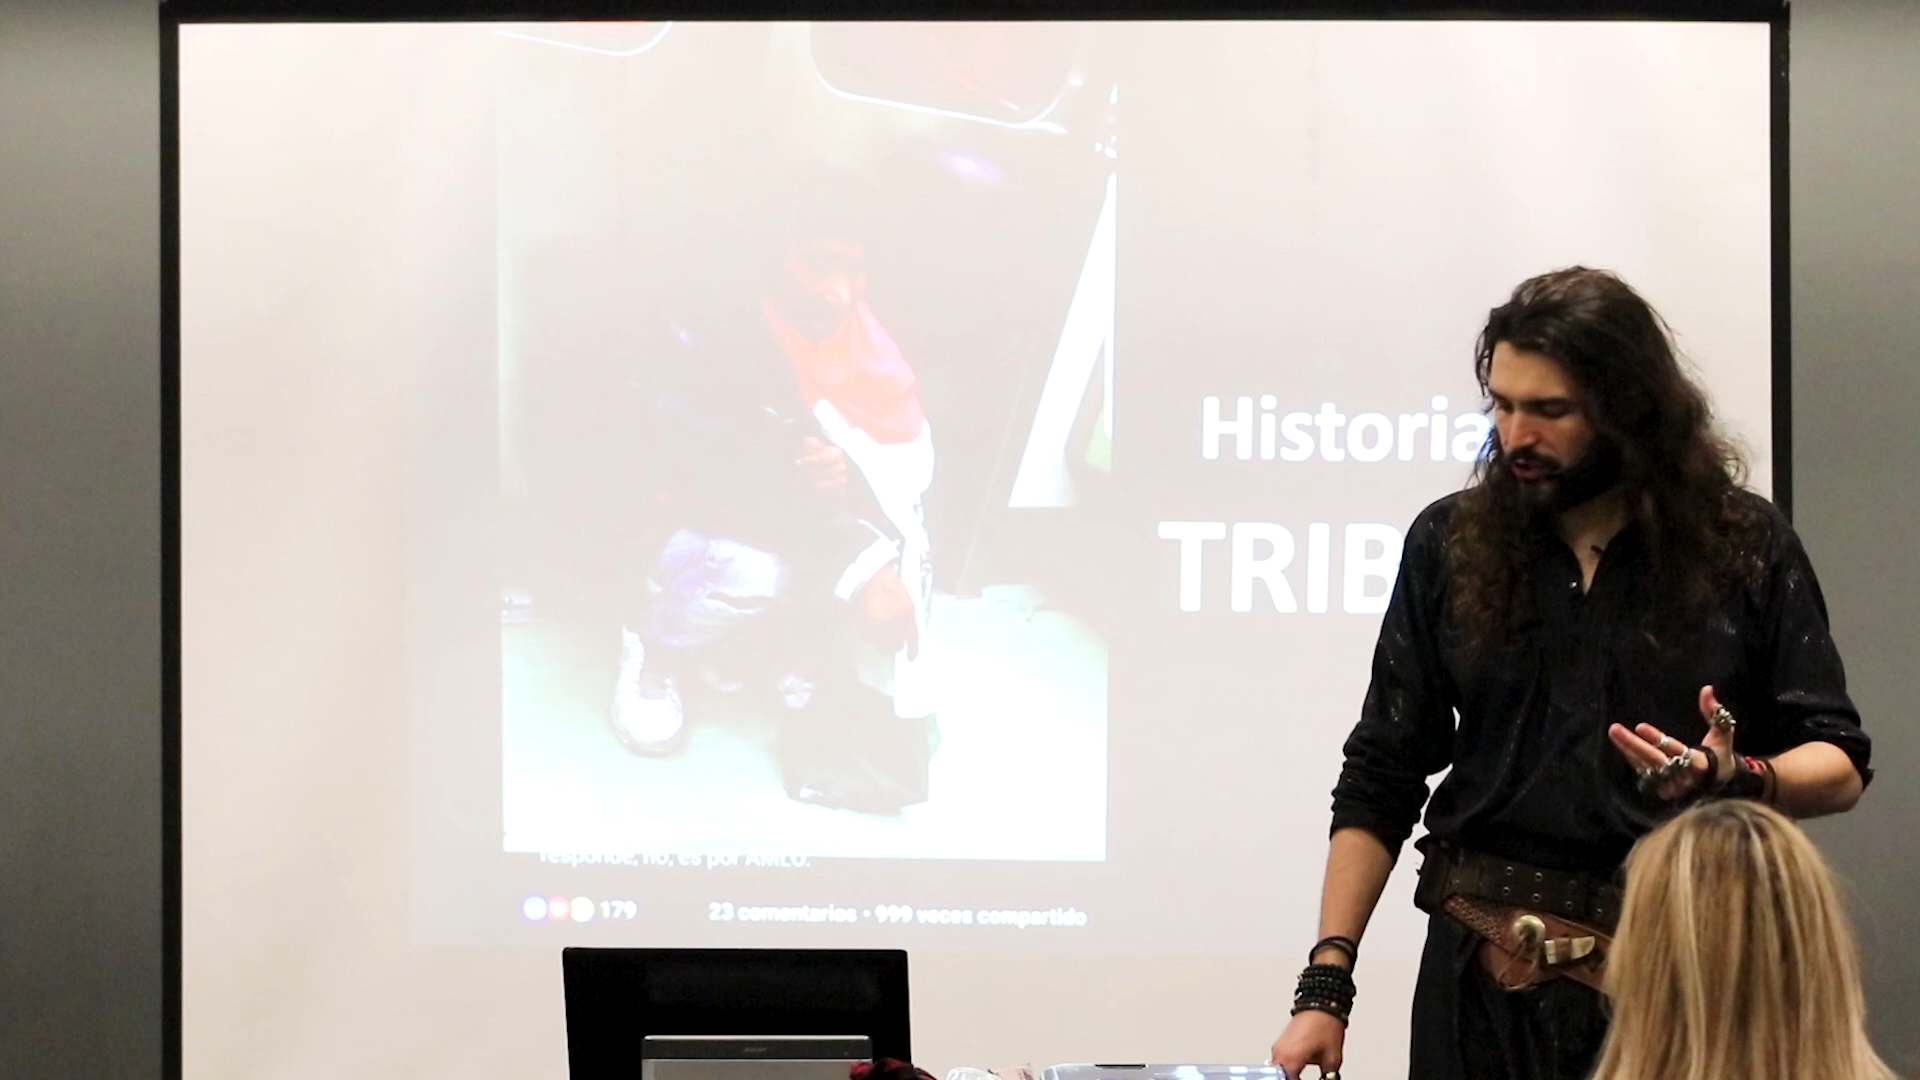 Historia
TRIB
responde, no, es por AMLO.
179
23 comentarios • 999 veces compartido